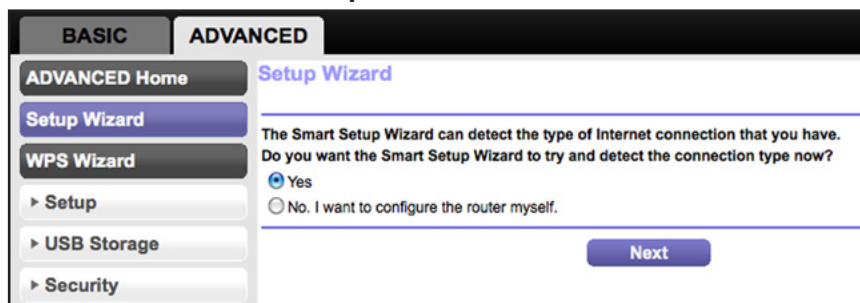 BASIC
ADVANCED
ADVANCED Home
Setup Wizard
WPS Wizard
Setup
USB Storage
Security
Setup Wizard
The Smart Setup Wizard can detect the type of Internet connection that you have.
Do you want the Smart Setup Wizard to try and detect the connection type now?
Yes
No. I want to configure the router myself.
Next